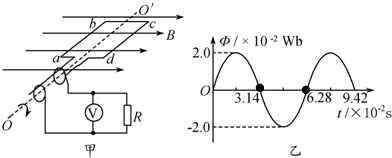 O′
b
c
B
a
d
V
R
O
甲
Φ/×10⁻² Wb
2.0
O
3.14
6.28
9.42
t/×10⁻²s
-2.0
乙